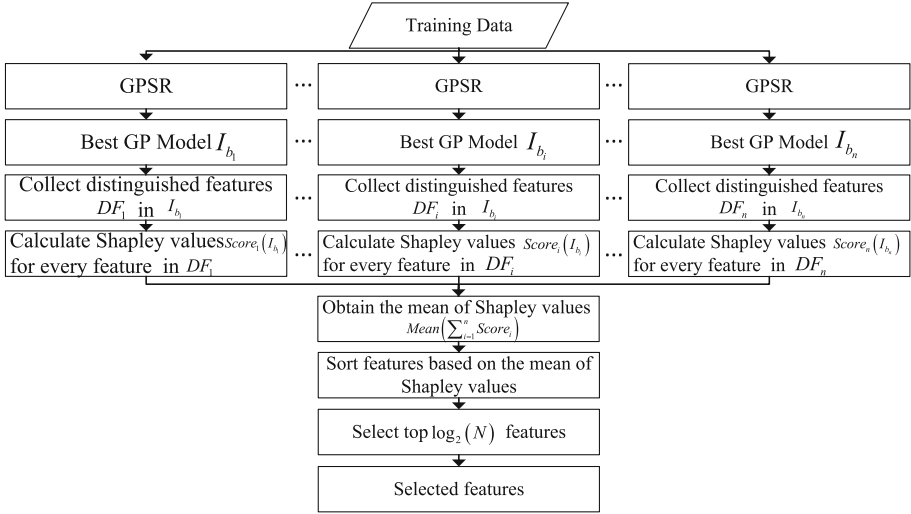 Training Data
GPSR ... GPSR ... GPSR
Best GP Model I_{b_1} ... Best GP Model I_{b_i} ... Best GP Model I_{b_n}
Collect distinguished features
DF_1 in I_{b_1}
...
Collect distinguished features
DF_i in I_{b_i}
...
Collect distinguished features
DF_n in I_{b_n}
Calculate Shapley values Score_1(I_{b_1})
for every feature in DF_1
...
Calculate Shapley values Score_i(I_{b_i})
for every feature in DF_i
...
Calculate Shapley values Score_n(I_{b_n})
for every feature in DF_n
Obtain the mean of Shapley values
Mean(∑_{i=1}^{n} Score_i)
Sort features based on the mean of
Shapley values
Select top log_2(N) features
Selected features